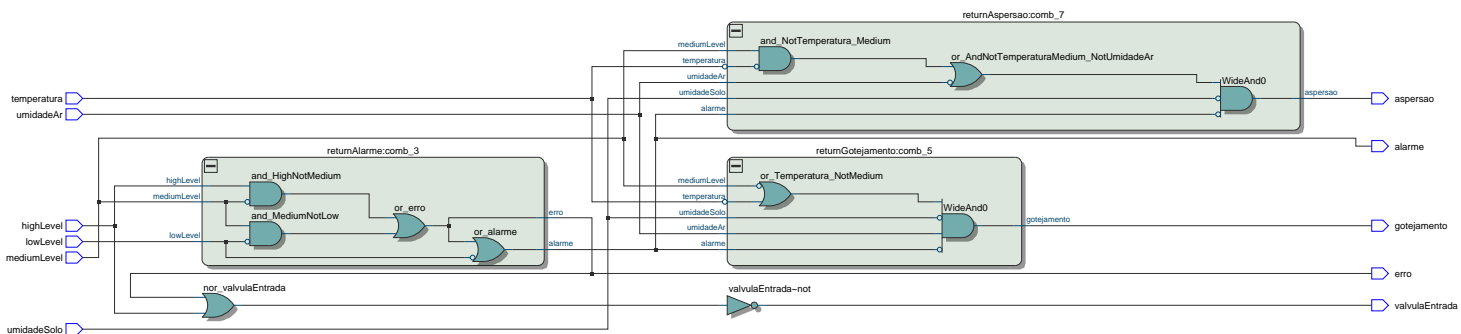 returnAspersao:comb_7
mediumLevel
and_NotTemperatura_Medium
temperatura
or_AndNotTemperaturaMedium_NotUmidadeAr
umidadeAr
WideAnd0
umidadeSolo
aspersao
alarme
temperatura
umidadeAr
aspersao
alarme
returnAlarme:comb_3
highLevel
and_HighNotMedium
mediumLevel
or_erro
and_MediumNotLow
erro
lowLevel
or_alarme
alarme
returnGotejamento:comb_5
mediumLevel
or_Temperatura_NotMedium
temperatura
umidadeSolo
WideAnd0
umidadeAr
gotejamento
alarme
highLevel
lowLevel
mediumLevel
gotejamento
erro
nor_valvulaEntrada
valvulaEntrada-not
valvulaEntrada
umidadeSolo